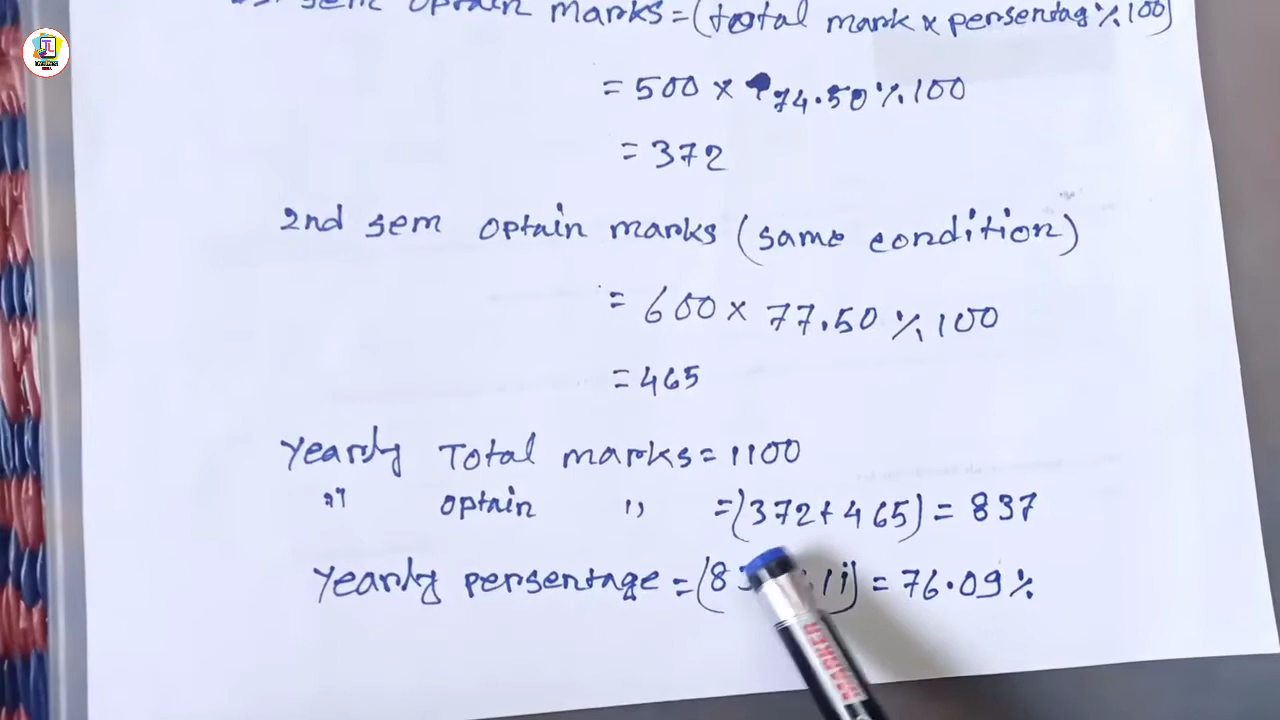 sem optain marks=(total mark x persentag % 100)
= 500 x 74.50 % 100
= 372
2nd sem optain marks (same condition)
= 600 x 77.50 % 100
= 465
Yearly Total marks = 1100
" optain " =(372+465) = 837
Yearly persentage = (8 11) = 76.09%
MARKER